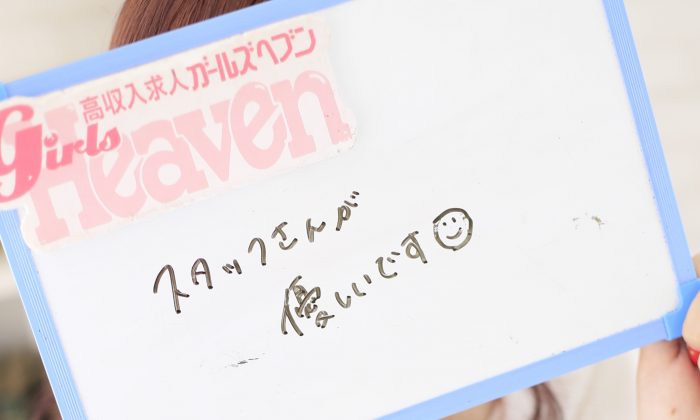 高収入求人ガールズヘブン
Girls
Heaven
スタッフさんが
優しいです